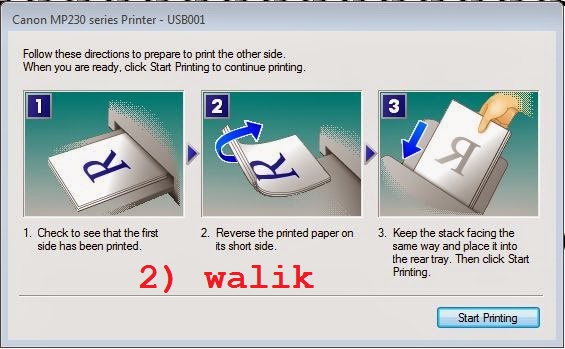 Canon MP230 series Printer - USB001
Follow these directions to prepare to print the other side.
When you are ready, click Start Printing to continue printing.
1
2
3
R
R
R
1. Check to see that the first
side has been printed.
2. Reverse the printed paper on
its short side.
3. Keep the stack facing the
same way and place it into
the rear tray. Then click Start
Printing.
2) walik
Start Printing